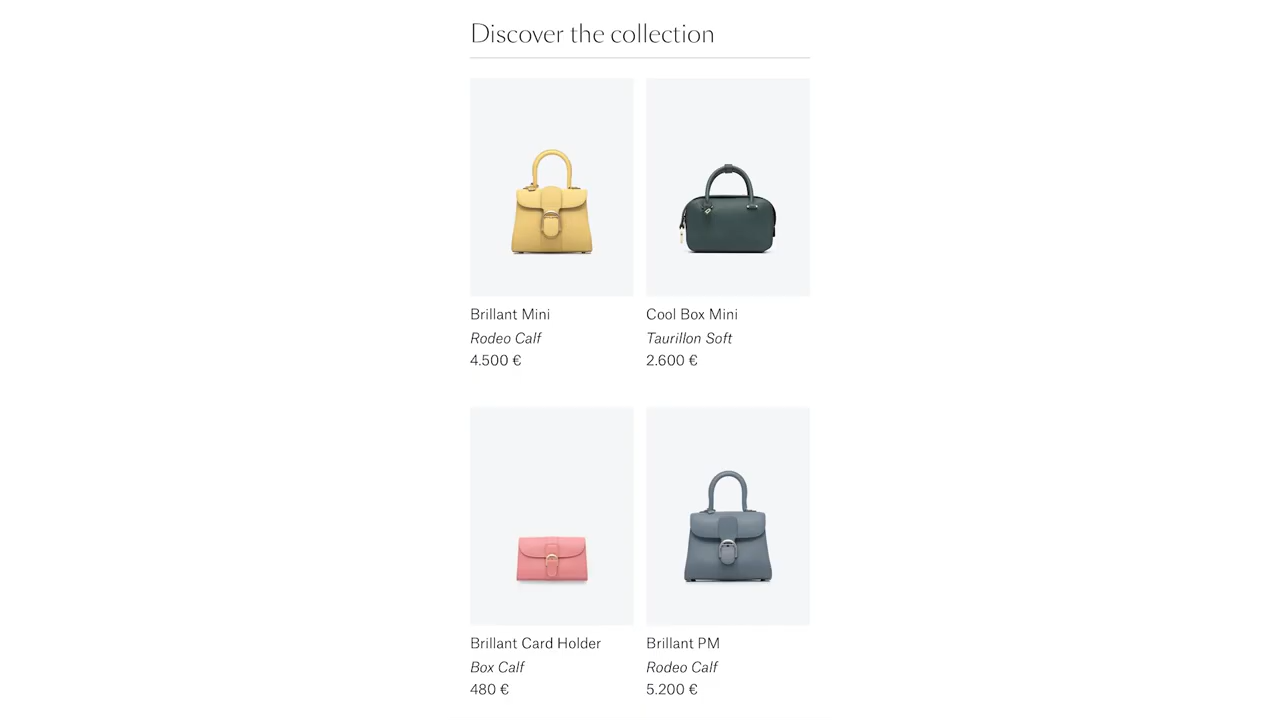 Discover the collection
Brillant Mini
Rodeo Calf
4.500 €
Cool Box Mini
Taurillon Soft
2.600 €
Brillant Card Holder
Box Calf
480 €
Brillant PM
Rodeo Calf
5.200 €